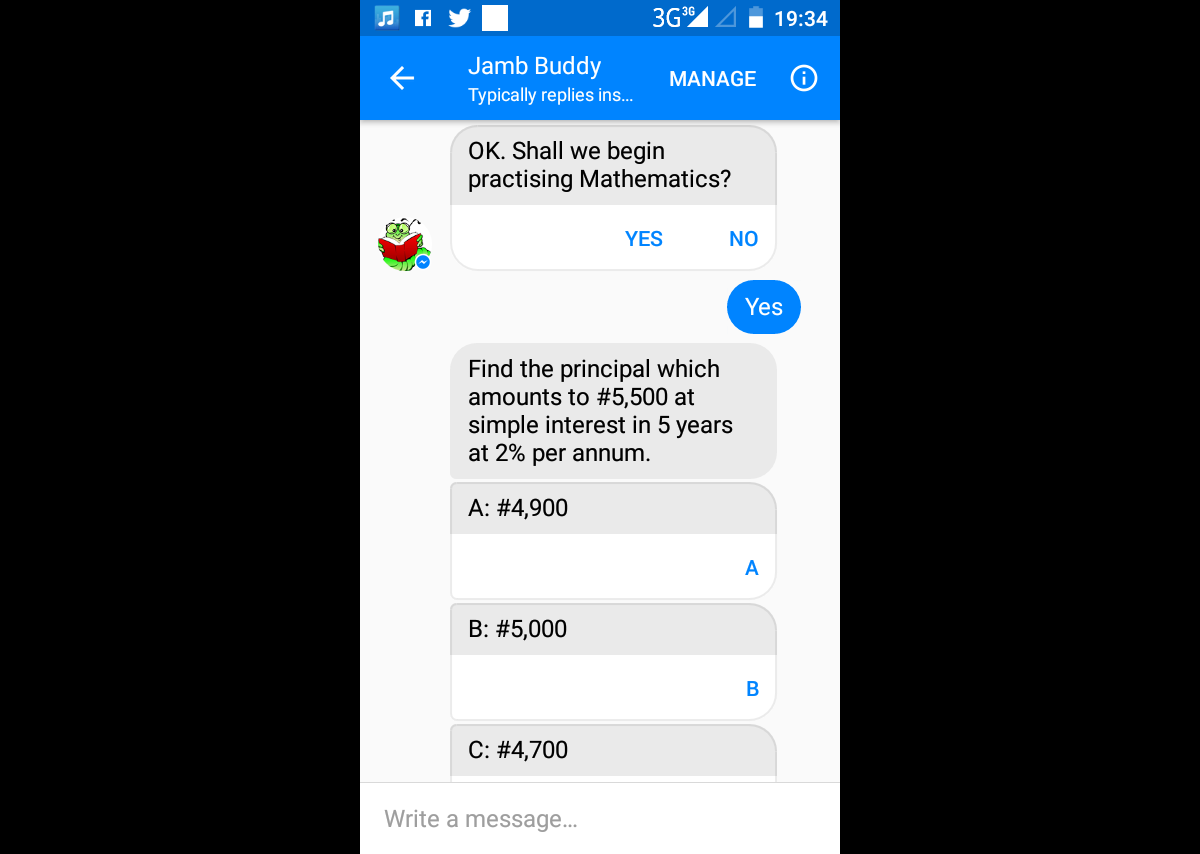 3G 3G 19:34
Jamb Buddy
Typically replies ins...
MANAGE
OK. Shall we begin
practising Mathematics?
YES NO
Yes
Find the principal which
amounts to #5,500 at
simple interest in 5 years
at 2% per annum.
A: #4,900
A
B: #5,000
B
C: #4,700
Write a message...